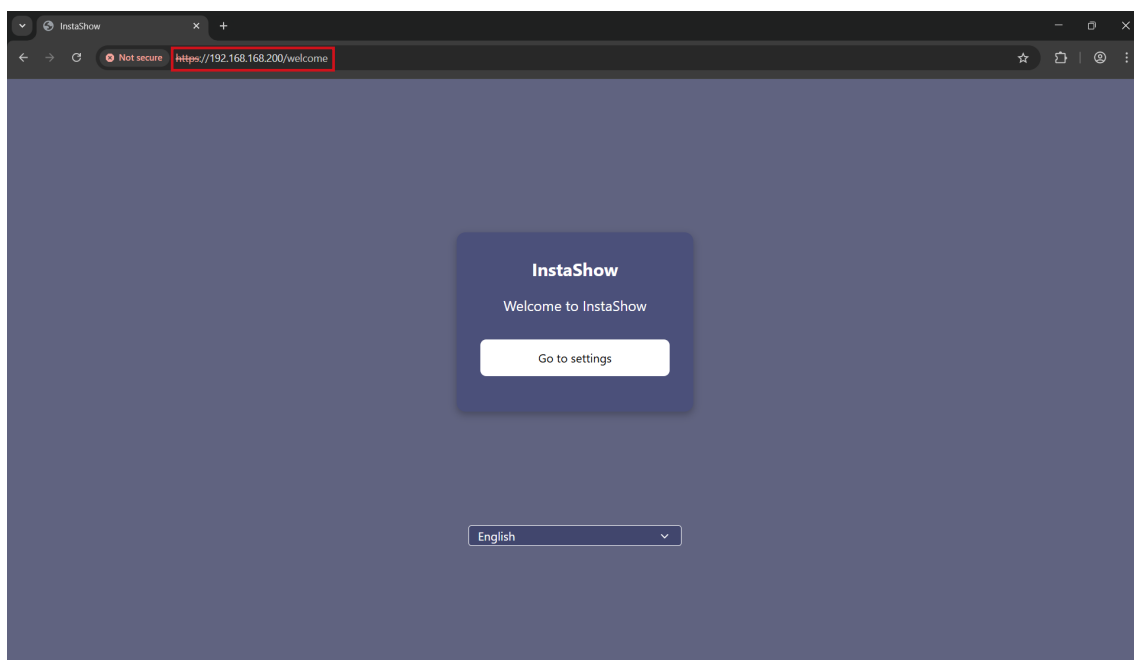 InstaShow
Not secure https://192.168.168.200/welcome
InstaShow
Welcome to InstaShow
Go to settings
English